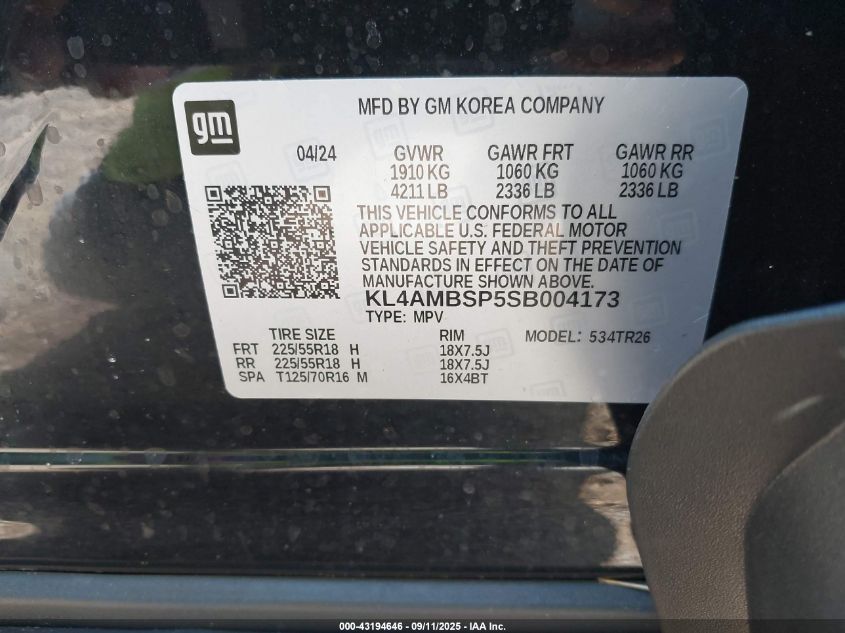 gm
MFD BY GM KOREA COMPANY
04/24 GVWR GAWR FRT GAWR RR
1910 KG 1060 KG 1060 KG
4211 LB 2336 LB 2336 LB
THIS VEHICLE CONFORMS TO ALL
APPLICABLE U.S. FEDERAL MOTOR
VEHICLE SAFETY AND THEFT PREVENTION
STANDARDS IN EFFECT ON THE DATE OF
MANUFACTURE SHOWN ABOVE.
KL4AMBSP5SB004173
TYPE: MPV
TIRE SIZE RIM MODEL: 534TR26
FRT 225/55R18 H 18X7.5J
RR 225/55R18 H 18X7.5J
SPA T125/70R16 M 16X4BT
000-43194646 - 09/11/2025 - IAA Inc.